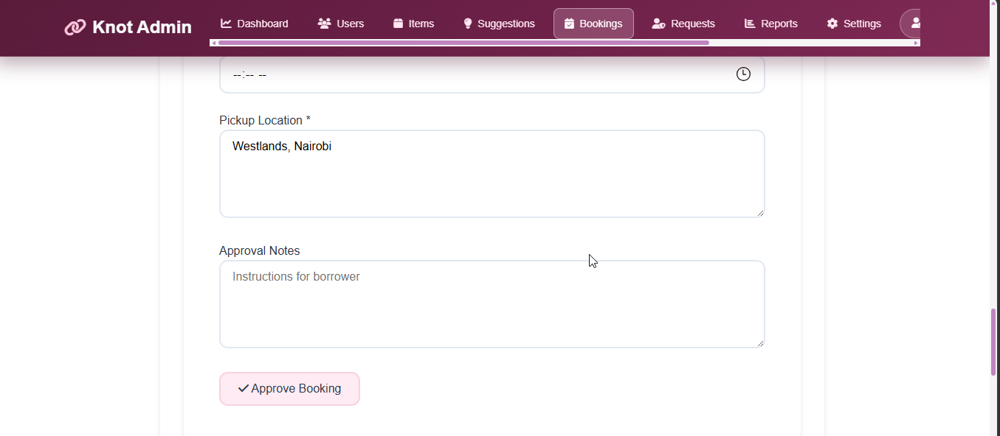 Knot Admin
Dashboard
Users
Items
Suggestions
Bookings
Requests
Reports
Settings
--:-- --
Pickup Location *
Westlands, Nairobi
Approval Notes
Instructions for borrower
Approve Booking